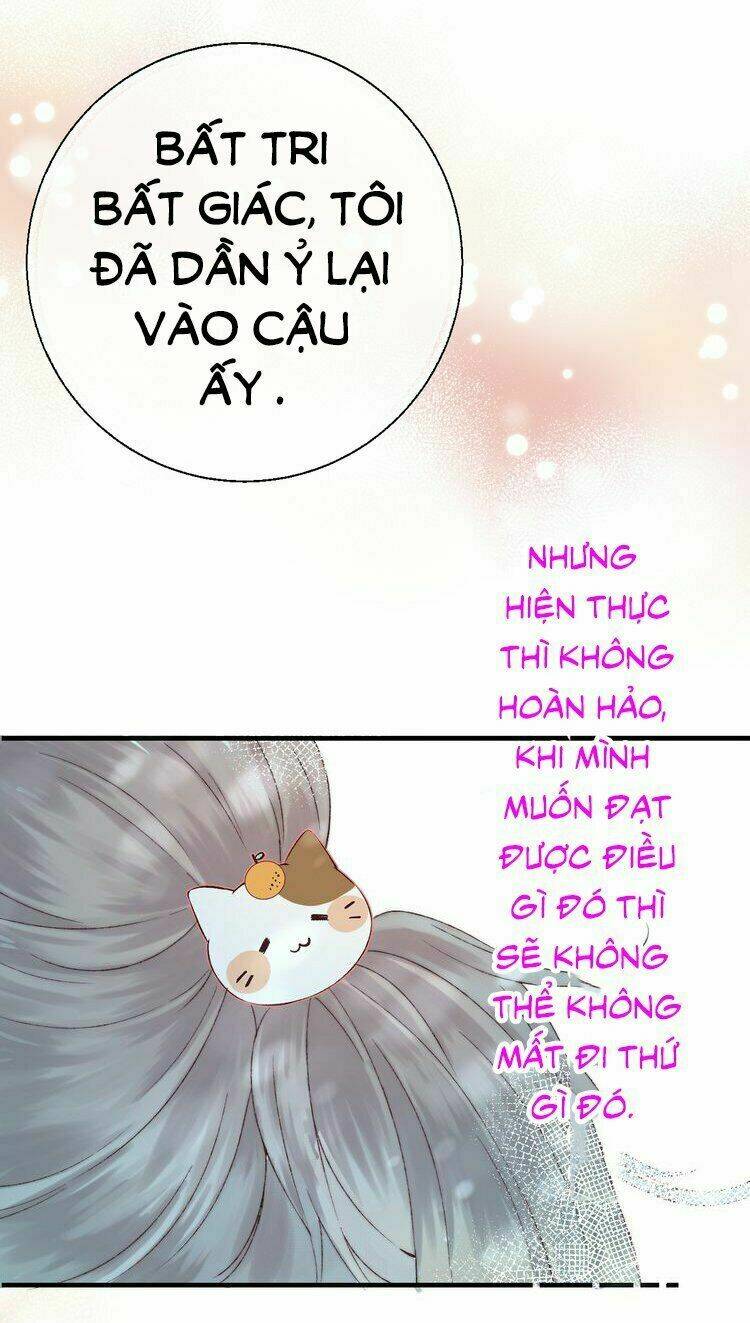 BẤT TRI
BẤT GIÁC, TÔI
ĐÃ DẦN Ỷ LẠI
VÀO CẬU
ẤY .
NHƯNG
HIỆN THỰC
THÌ KHÔNG
HOÀN HẢO,
KHI MÌNH
MUỐN ĐẠT
ĐƯỢC ĐIỀU
GÌ ĐÓ THÌ
SẼ KHÔNG
THỂ KHÔNG
MẤT ĐI THỨ
GÌ ĐÓ.